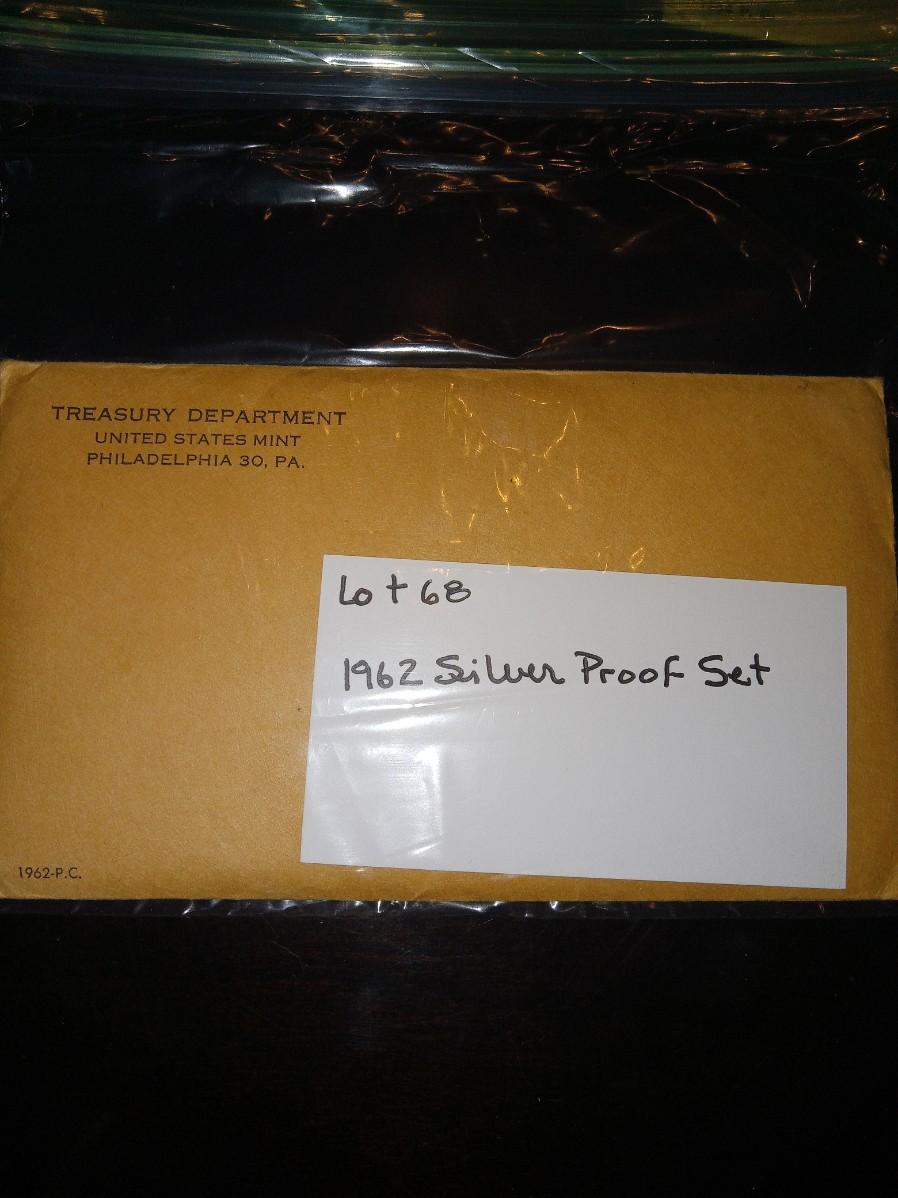 TREASURY DEPARTMENT
UNITED STATES MINT
PHILADELPHIA 30, PA.
Lot 68
1962 Silver Proof Set
1962-P.C.